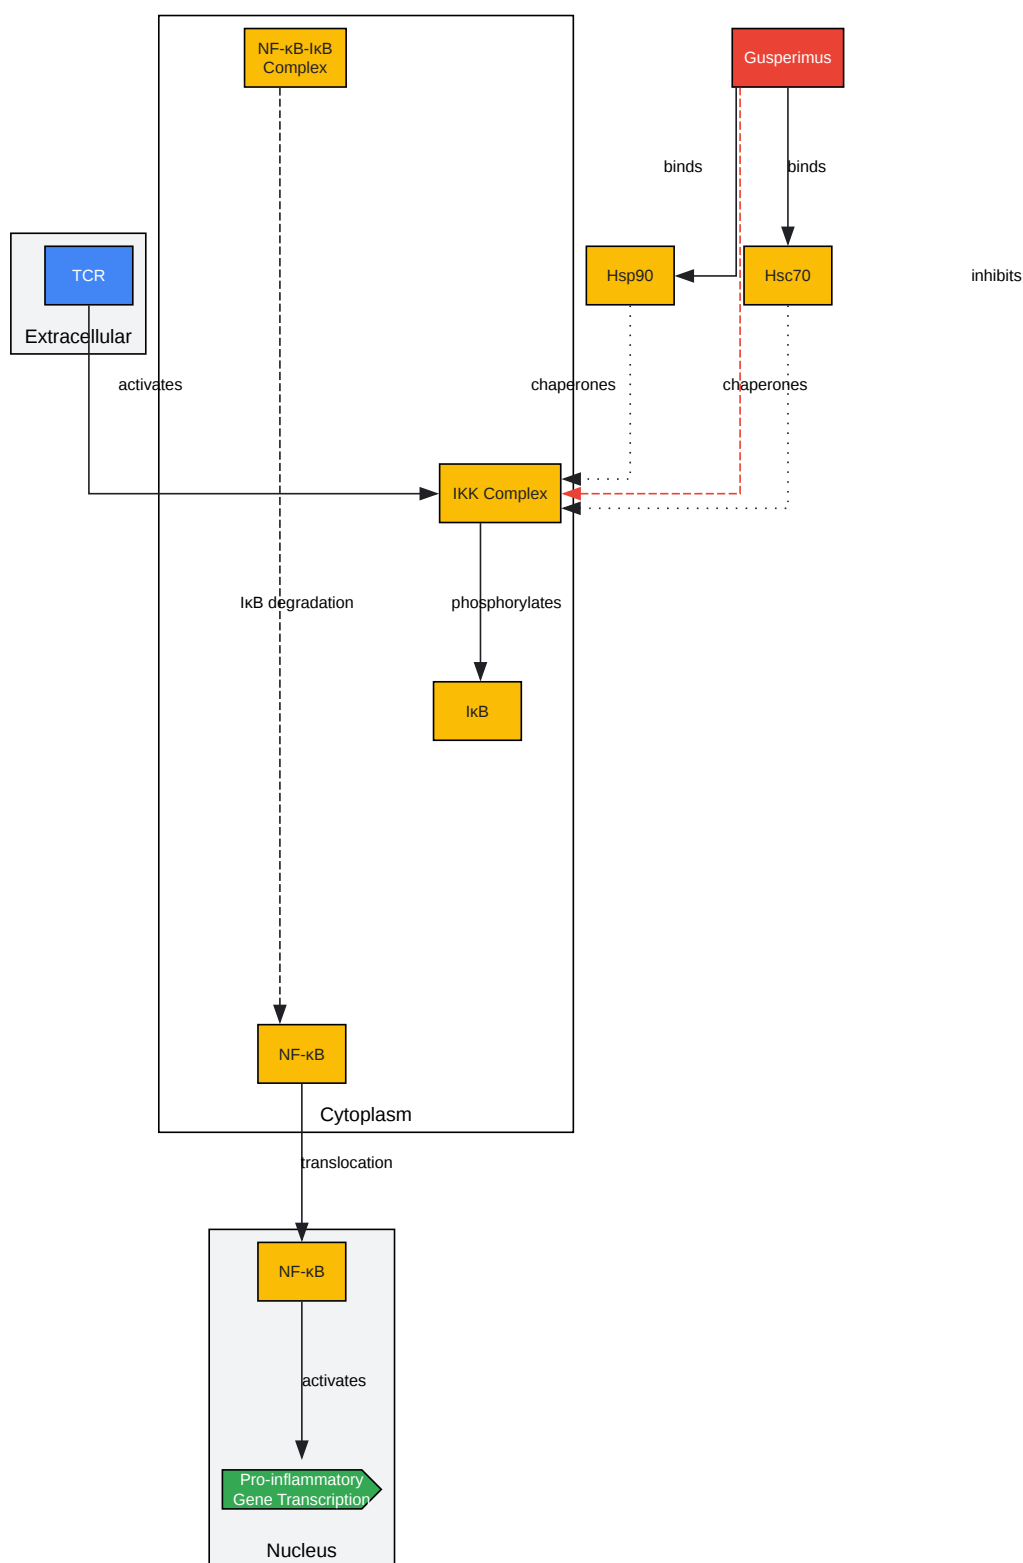 NF-κB-IκB
Complex
Gusperimus
binds
binds
TCR
Extracellular
Hsp90
Hsc70
inhibits
activates
chaperones
chaperones
IKK Complex
IκB degradation
phosphorylates
IκB
NF-κB
Cytoplasm
translocation
NF-κB
activates
Pro-inflammatory
Gene Transcription
Nucleus